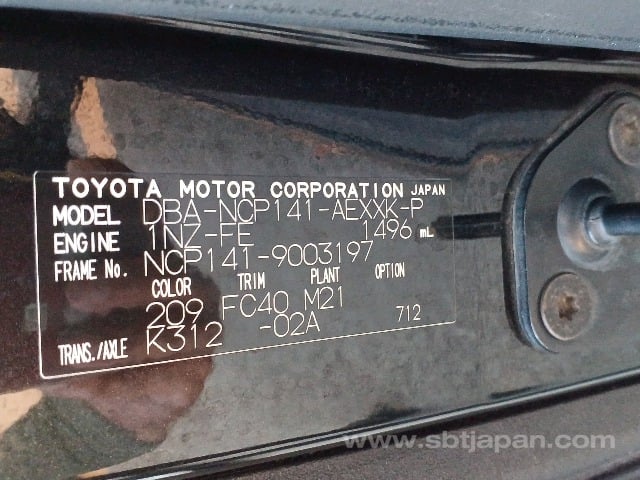 TOYOTA MOTOR CORPORATION JAPAN
MODEL DBA-NCP141-AEXXK-P
ENGINE 1NZ-FE 1496 mL
FRAME No. NCP141-9003197
COLOR TRIM PLANT OPTION
209 FC40 M21
TRANS./AXLE K312 -02A 712
www.sbtjapan.com